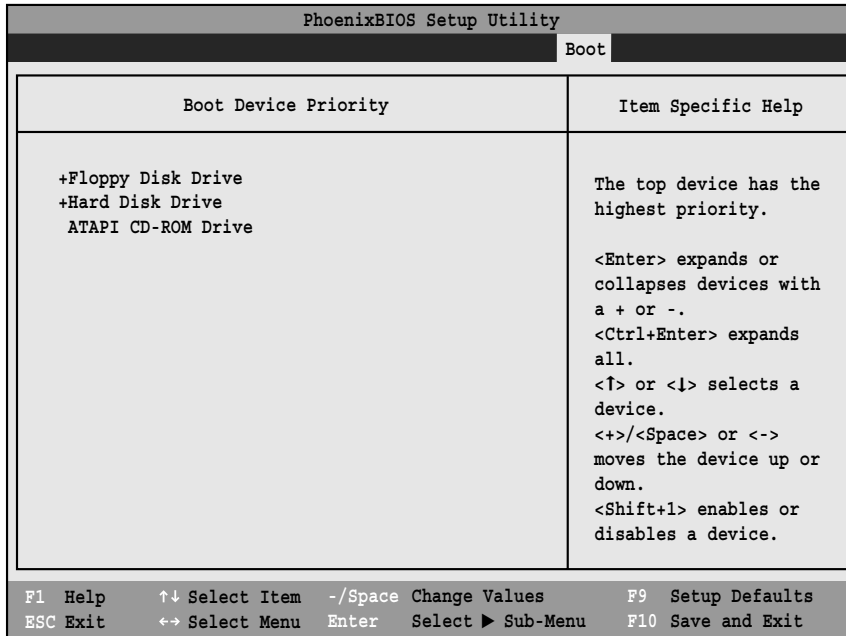 PhoenixBIOS Setup Utility
Boot
Boot Device Priority
Item Specific Help
+Floppy Disk Drive
+Hard Disk Drive
ATAPI CD-ROM Drive
The top device has the
highest priority.
<Enter> expands or
collapses devices with
a + or -.
<Ctrl+Enter> expands
all.
<↑> or <↓> selects a
device.
<+>/<Space> or <->
moves the device up or
down.
<Shift+1> enables or
disables a device.
F1 Help ↑↓ Select Item -/Space Change Values F9 Setup Defaults
ESC Exit ←→ Select Menu Enter Select ▶ Sub-Menu F10 Save and Exit